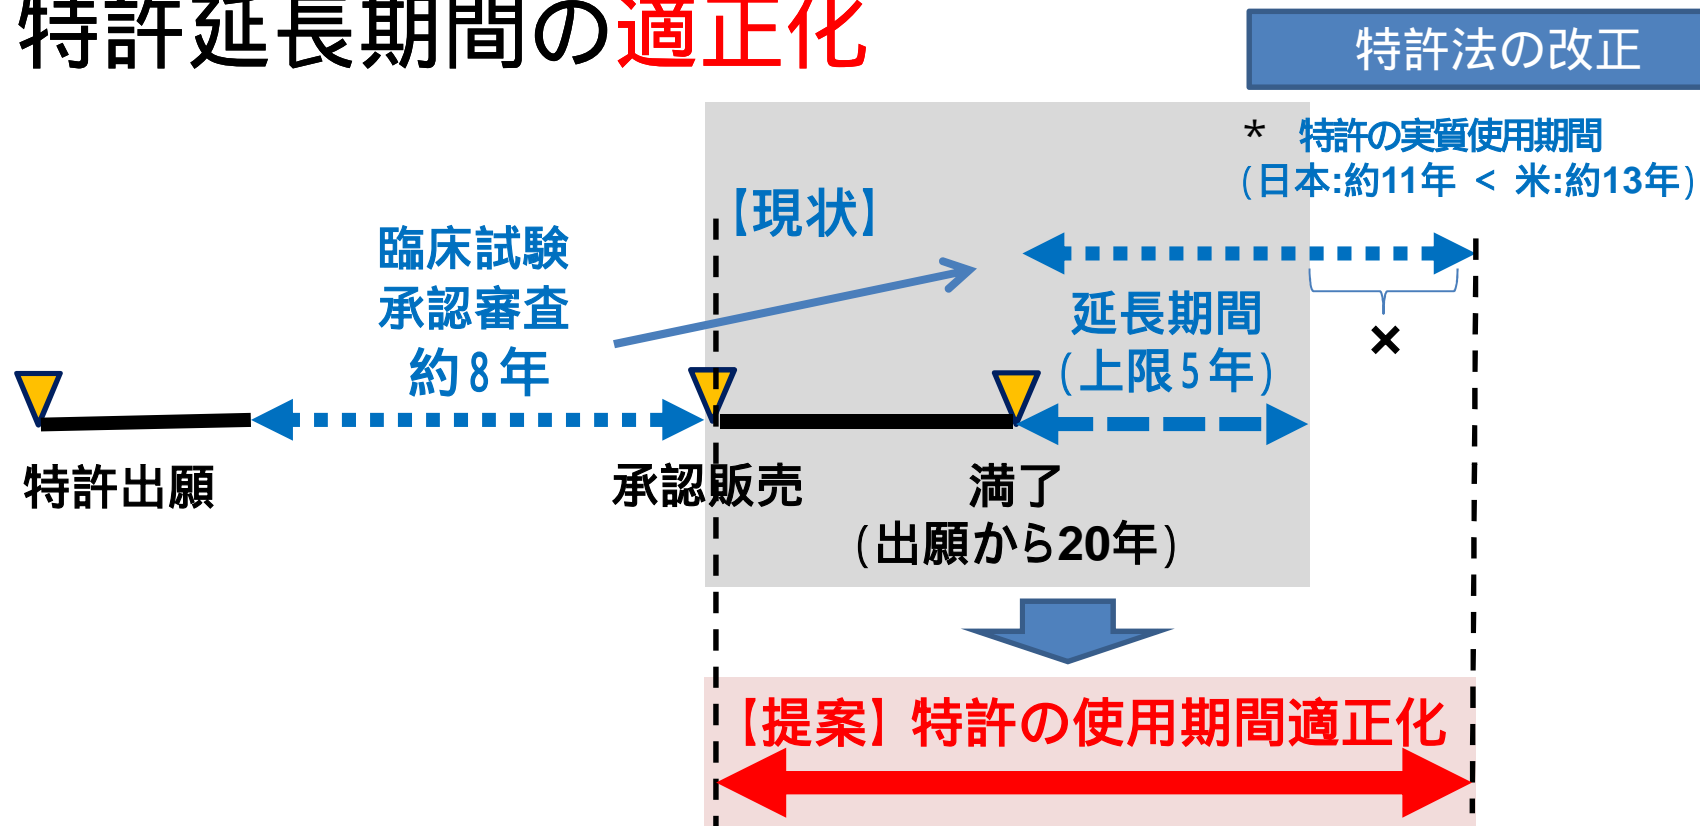 特許延長期間の適正化
特許法の改正
* 特許の実質使用期間
(日本:約11年 < 米:約13年)
【現状】
臨床試験
承認審査
約8年
延長期間
(上限5年)
×
特許出願
承認販売
満了
(出願から20年)
【提案】特許の使用期間適正化